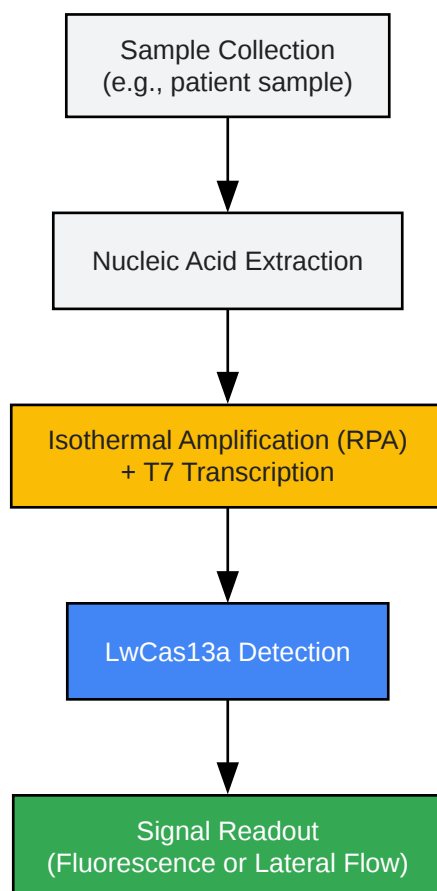 Sample Collection
(e.g., patient sample)
Nucleic Acid Extraction
Isothermal Amplification (RPA)
+ T7 Transcription
LwCas13a Detection
Signal Readout
(Fluorescence or Lateral Flow)